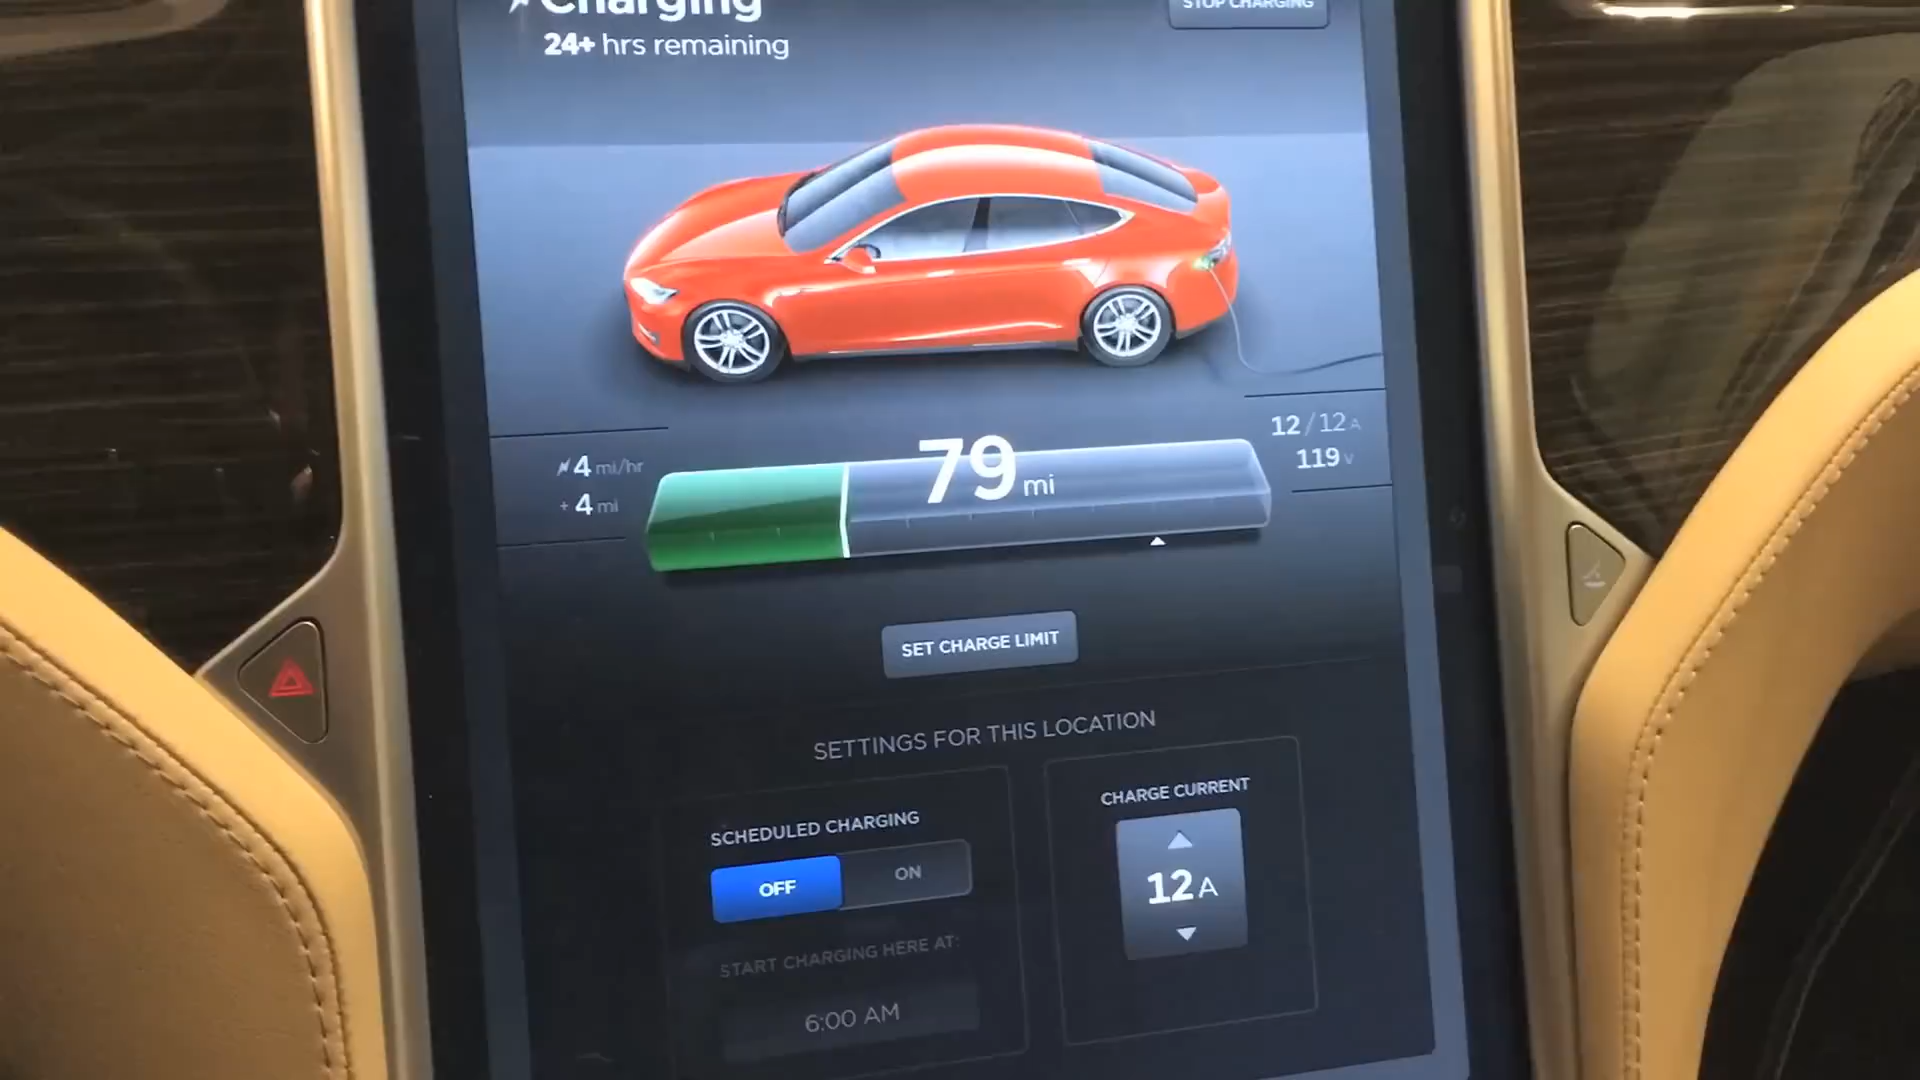 Charging
STOP CHARGING
24+ hrs remaining
4 mi/hr
+ 4 mi
79 mi
12 / 12 A
119 V
SET CHARGE LIMIT
SETTINGS FOR THIS LOCATION
SCHEDULED CHARGING
OFF
ON
START CHARGING HERE AT:
6:00 AM
CHARGE CURRENT
12 A